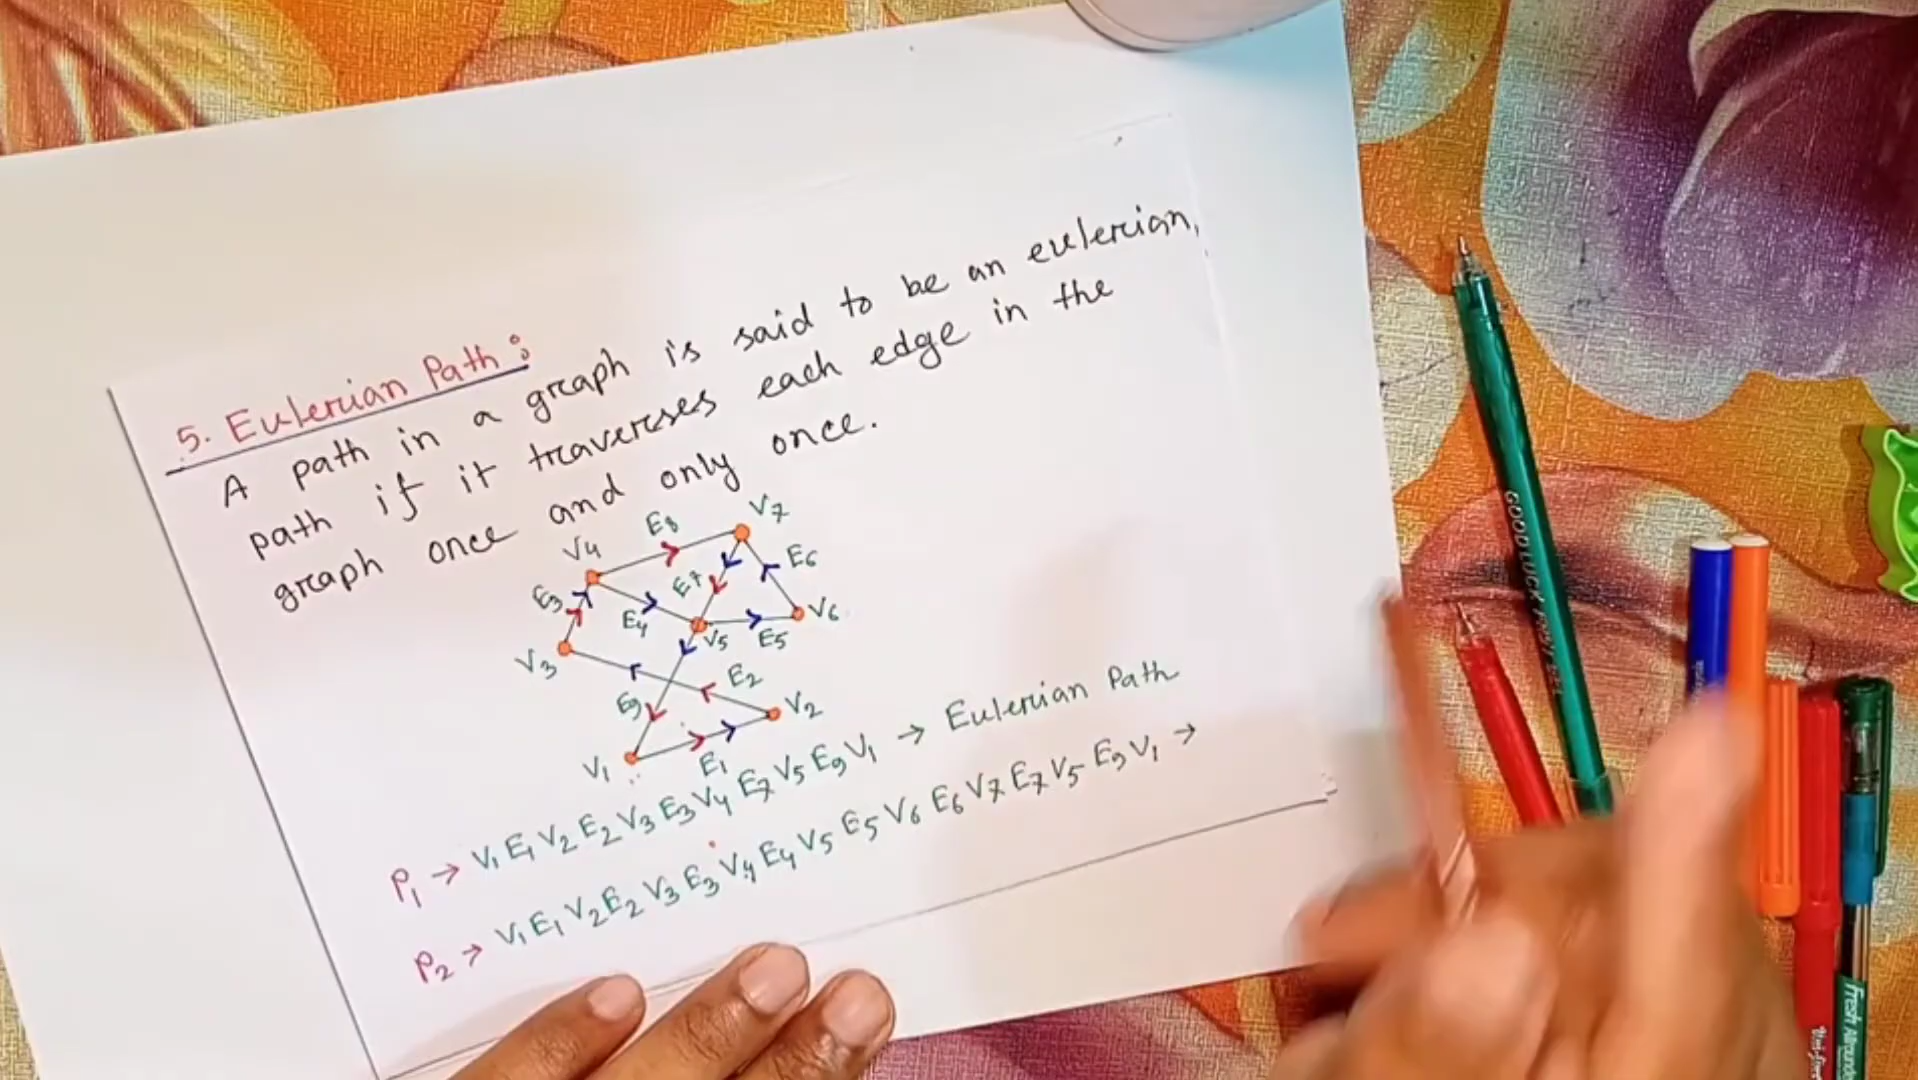 5. Eulerian Path:
A path in a graph is said to be an eulerian
path if it traverses each edge in the
graph once and only once.
V4 E8 V7
E3 E7 E6
E4 V5 E5 V6
V3
E9 E2 V2
V1 E1
P1 → V1 E1 V2 E2 V3 E3 V4 E7 V5 E9 V1 → Eulerian Path
P2 → V1 E1 V2 E2 V3 E3 V4 E4 V5 E5 V6 E6 V7 E7 V5 E9 V1 →
GOOD LUCK
Fresh